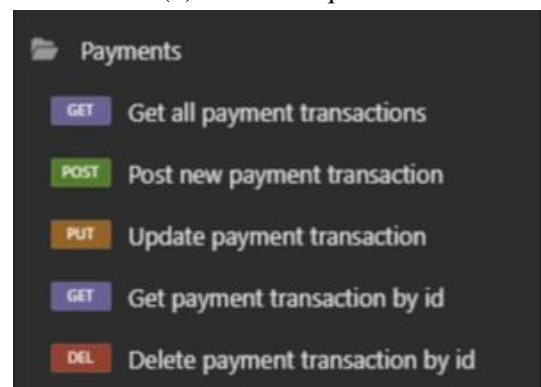 Payments
GET Get all payment transactions
POST Post new payment transaction
PUT Update payment transaction
GET Get payment transaction by id
DEL Delete payment transaction by id